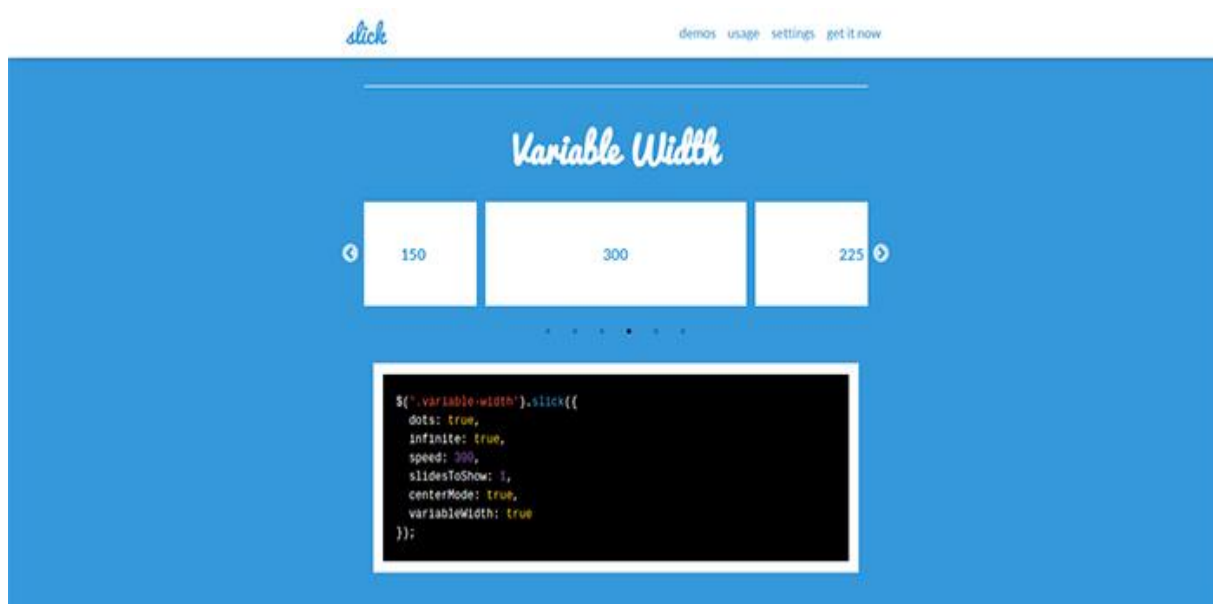 slick
demos usage settings get it now
Variable Width
150 300 225
$('.variable-width').slick({
dots: true,
infinite: true,
speed: 300,
slidesToShow: 1,
centerMode: true,
variableWidth: true
});